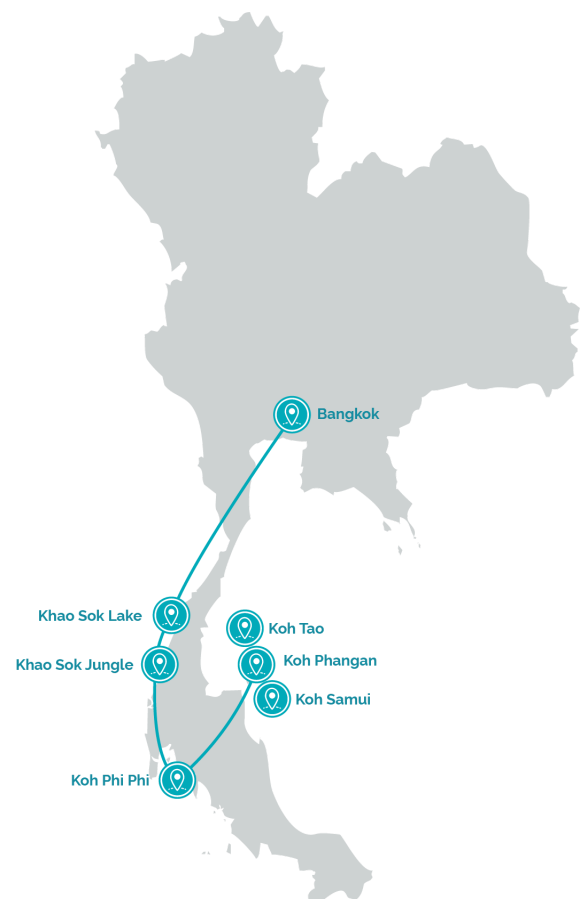 Bangkok
Khao Sok Lake
Koh Tao
Khao Sok Jungle
Koh Phangan
Koh Samui
Koh Phi Phi